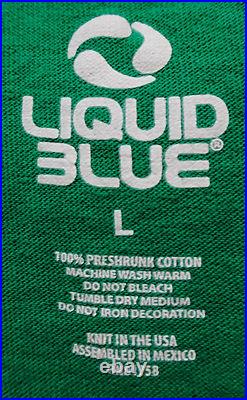 LIQUID
BLUE®
L
100% PRESHRUNK COTTON
MACHINE WASH WARM
DO NOT BLEACH
TUMBLE DRY MEDIUM
DO NOT IRON DECORATION
KNIT IN THE USA
ASSEMBLED IN MEXICO
ebay